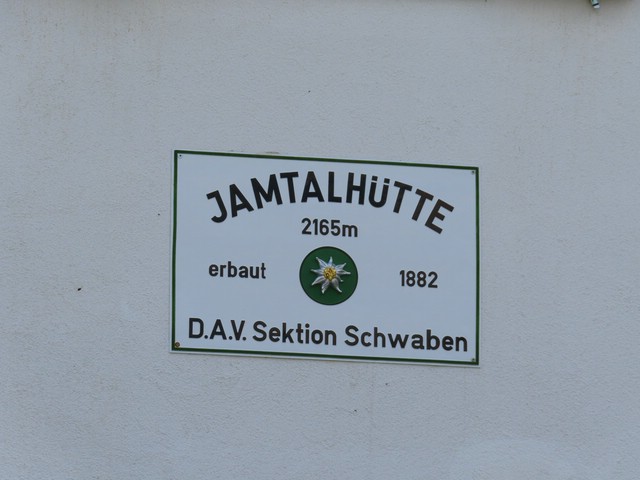 JAMTALHÜTTE
2165m
erbaut 1882
D.A.V. Sektion Schwaben